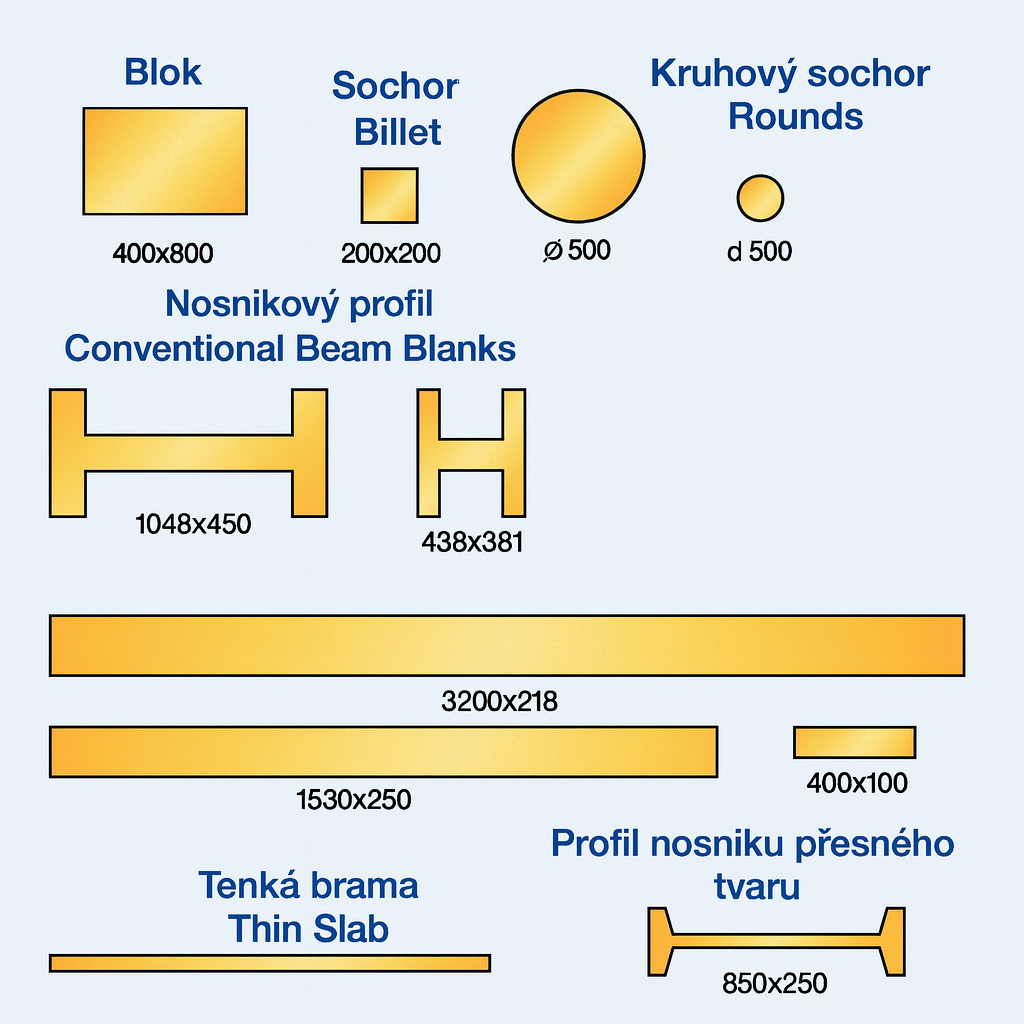 Blok
400x800
Sochor
Billet
200x200
Ø 500
Kruhový sochor
Rounds
d 500
Nosnikový profil
Conventional Beam Blanks
1048x450
438x381
3200x218
1530x250
400x100
Tenká brama
Thin Slab
Profil nosniku přesného
tvaru
850x250